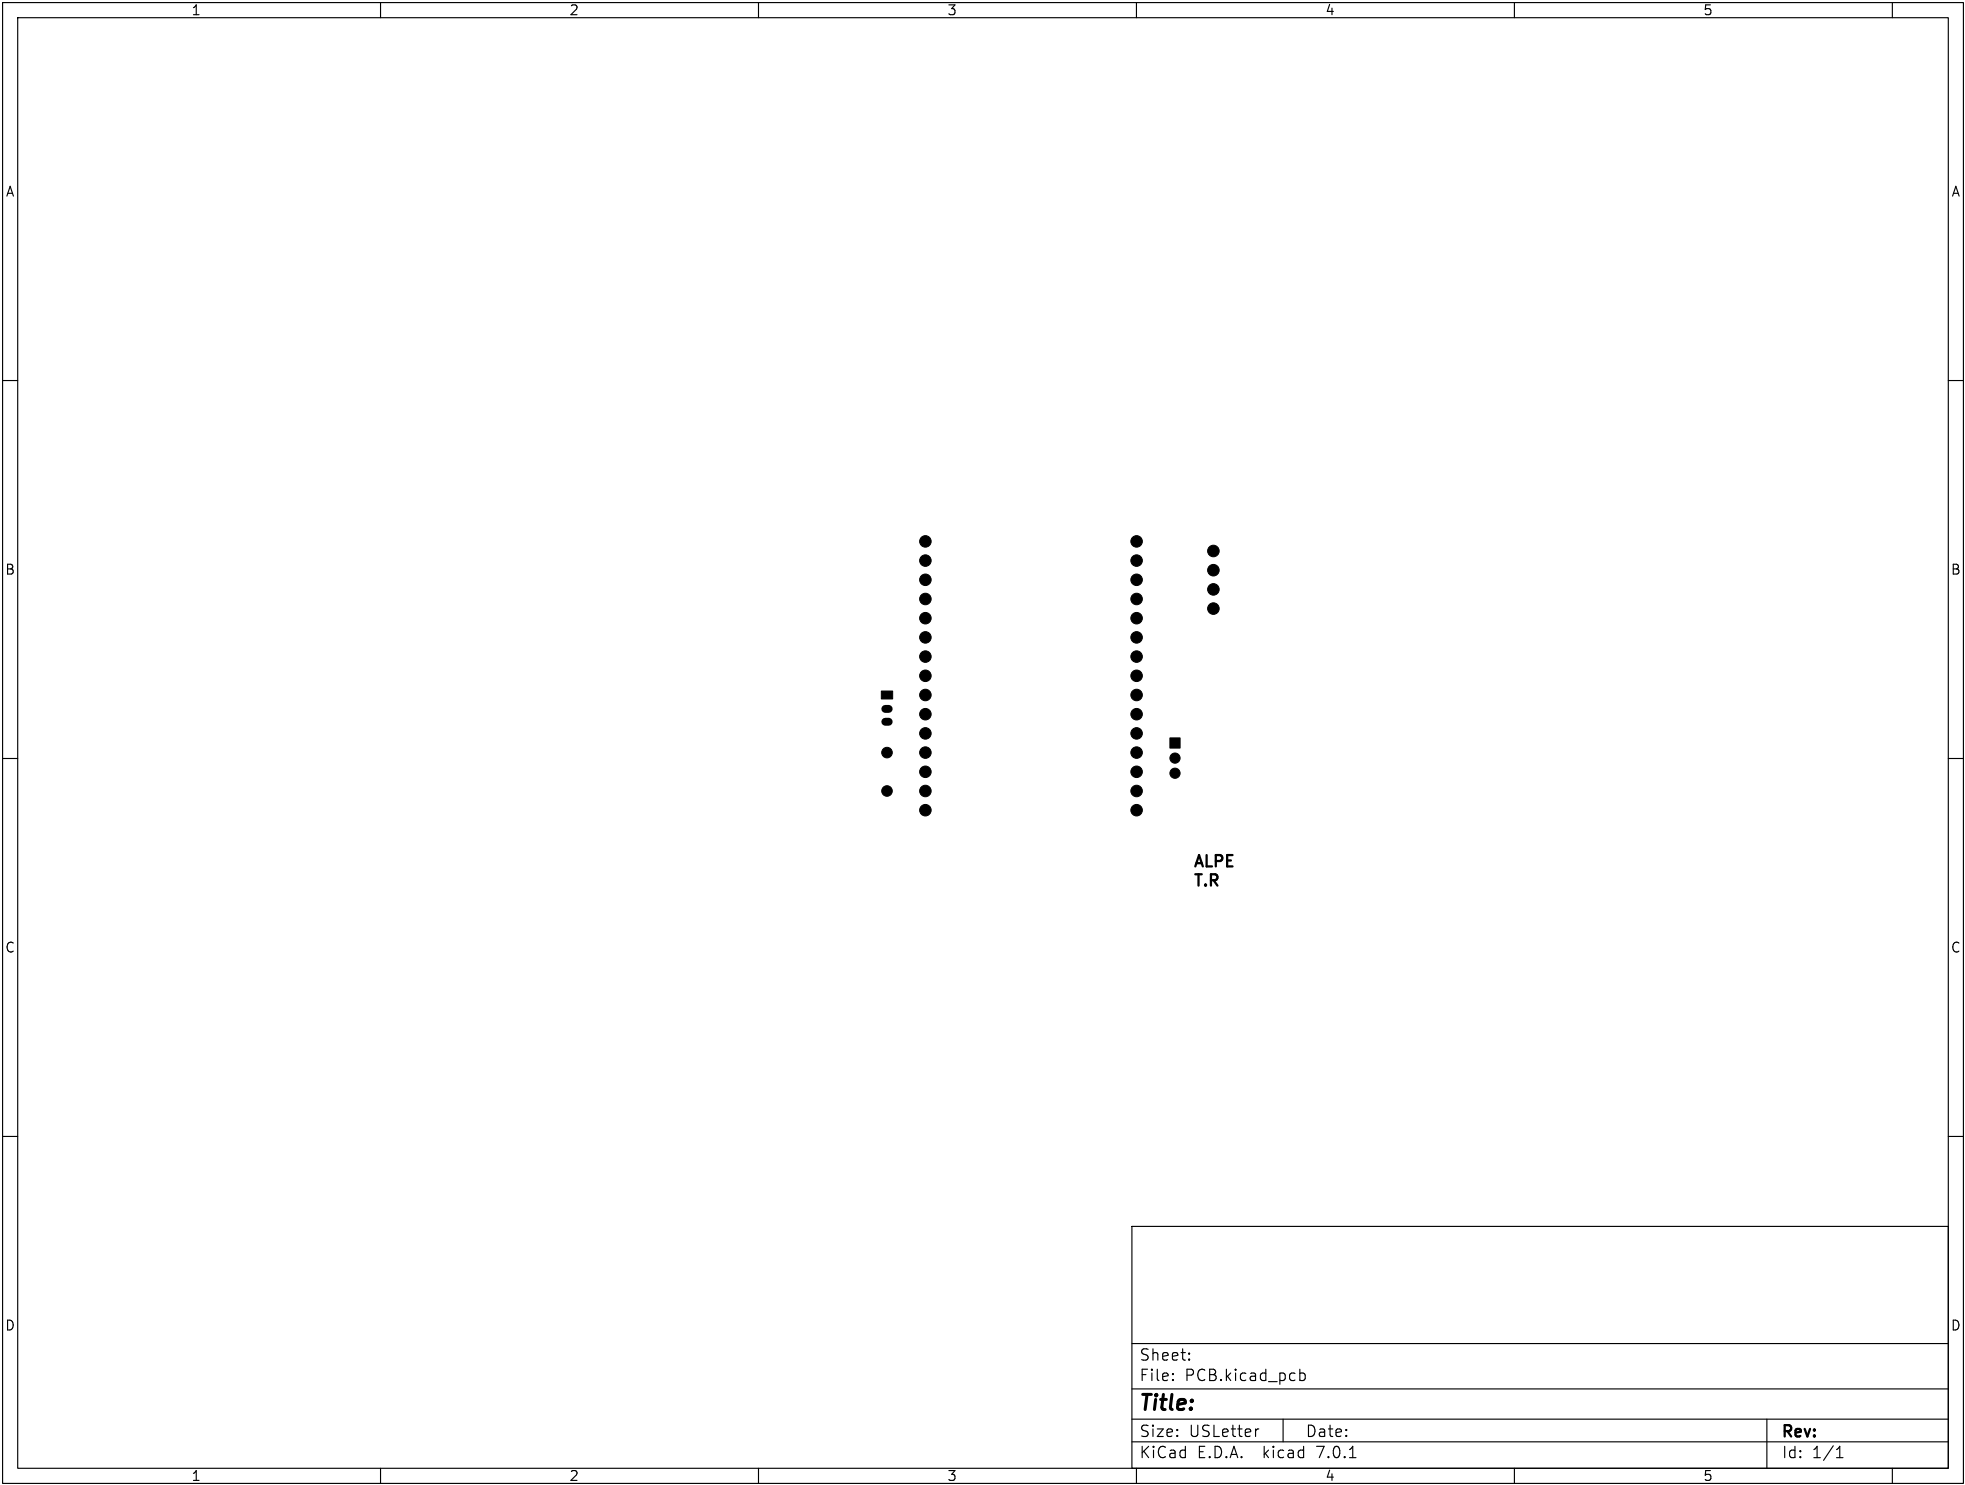 1 2 3 4 5
A A
B B
ALPE
T.R
C C
D D
Sheet:
File: PCB.kicad_pcb
Title:
Size: USLetter Date: Rev:
KiCad E.D.A. kicad 7.0.1 Id: 1/1
1 2 3 4 5